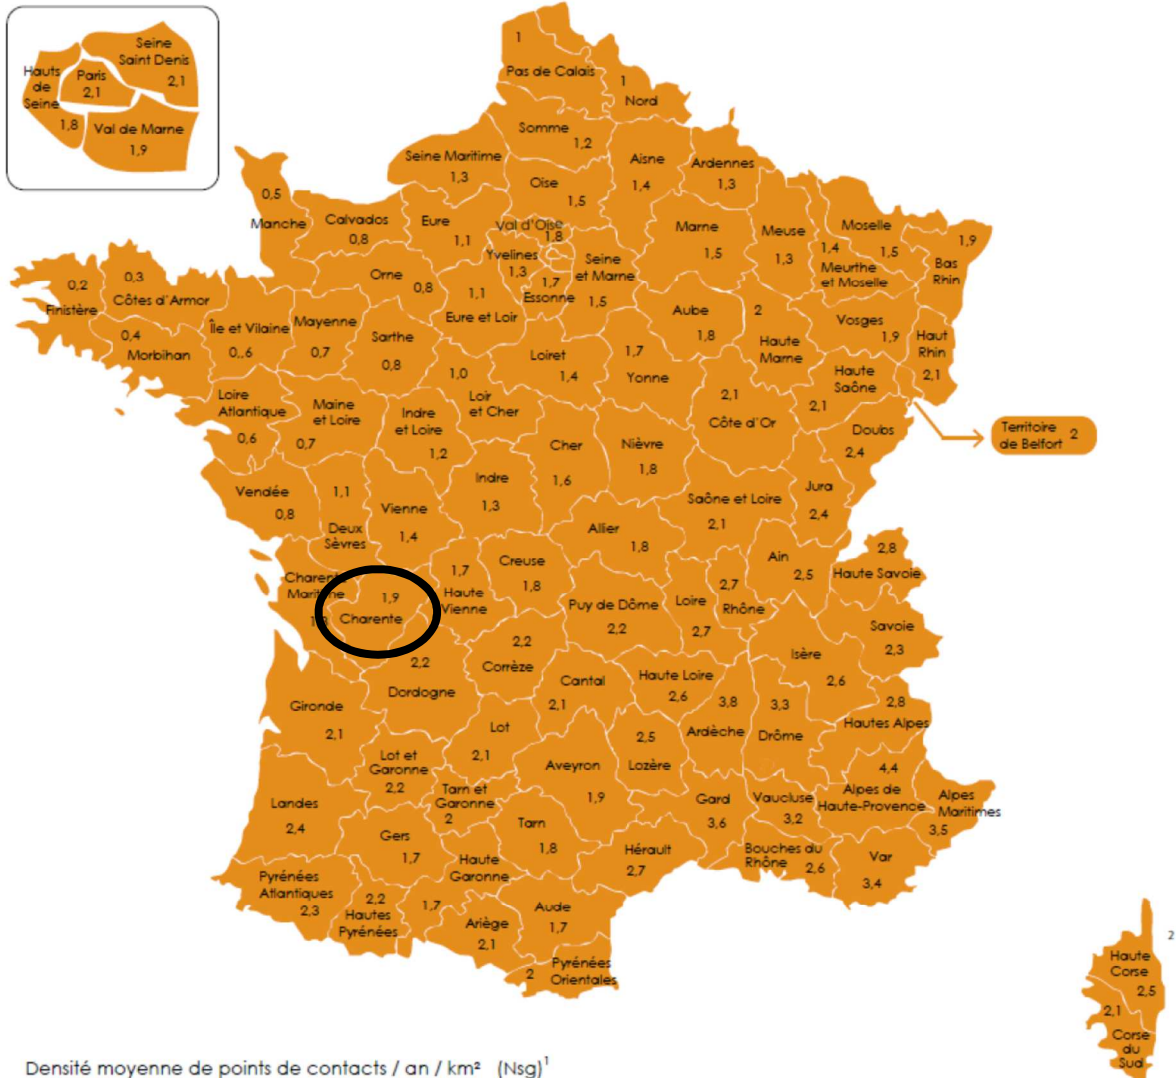 Seine
Saint Denis
2,1
Hauts
de
Seine
1,8
Paris
2,1
Val de Marne
1,9
1
Pas de Calais
1
Nord
Somme
1,2
Seine Maritime
1,3
Aisne
1,4
Ardennes
1,3
Oise
1,5
0,5
Manche
Calvados
0,8
Eure
1,1
Val d'Oise
1,8
Marne
1,5
Meuse
1,3
Moselle
1,5
1,4
Meurthe
et Moselle
1,9
Bas
Rhin
Yvelines
1,3
Seine
et Marne
1,5
1,7
Essonne
Orne
0,8
1,1
Eure et Loir
0,2
Finistère
0,3
Côtes d'Armor
0,4
Morbihan
Île et Vilaine
0,,6
Mayenne
0,7
Sarthe
0,8
Aube
1,8
2
Haute
Marne
Vosges
1,9
Haut
Rhin
2,1
Loiret
1,4
1,7
Yonne
1,0
Loir
et Cher
Haute
Saône
2,1
Loire
Atlantique
0,6
Maine
et Loire
0,7
Indre
et Loire
1,2
2,1
Côte d'Or
Doubs
2,4
Territoire
de Belfort 2
Cher
1,6
Nièvre
1,8
Indre
1,3
Vendée
0,8
1,1
Deux
Sèvres
Vienne
1,4
Saône et Loire
2,1
Jura
2,4
Allier
1,8
Creuse
1,8
1,7
Haute
Vienne
Ain
2,5
2,8
Haute Savoie
Charente
Maritime
1,9
Charente
Puy de Dôme
2,2
Loire
2,7
2,7
Rhône
Savoie
2,3
Isère
2,6
2,2
Corrèze
2,2
Dordogne
Cantal
2,1
Haute Loire
2,6
3,8
Ardèche
3,3
Drôme
2,8
Hautes Alpes
Gironde
2,1
Lot
2,1
2,5
Lozère
Aveyron
1,9
Lot et
Garonne
2,2
Tarn et
Garonne
2
4,4
Alpes de
Haute-Provence
Alpes
Maritimes
3,5
Landes
2,4
Gers
1,7
Tarn
1,8
Gard
3,6
Vaucluse
3,2
Hérault
2,7
Bouches du
Rhône
2,6
Var
3,4
Haute
Garonne
1,7
Pyrénées
Atlantiques
2,3
2,2
Hautes
Pyrénées
Ariège
2,1
Aude
1,7
2
Pyrénées
Orientales
2
Haute
Corse
2,5
2,1
Corse
du
Sud
Densité moyenne de points de contacts / an / km² (Nsg)¹